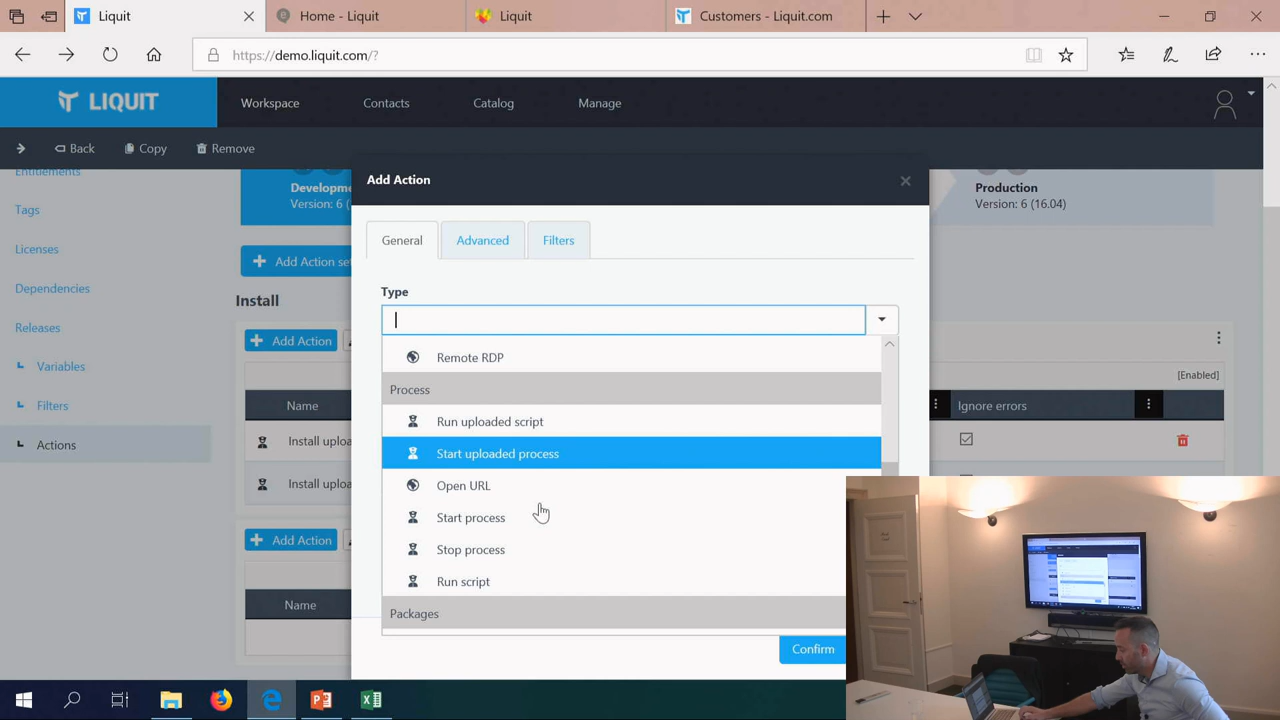 Liquit
Home - Liquit
Liquit
Customers - Liquit.com
https://demo.liquit.com/?
LIQUIT
Workspace
Contacts
Catalog
Manage
Back
Copy
Remove
Entitlements
Tags
Licenses
Dependencies
Releases
Variables
Filters
Actions
Developme
Version: 6 (
Production
Version: 6 (16.04)
Add Action se
Install
Add Action
[Enabled]
Name
Ignore errors
Install uploa
Install uploa
Add Action
Name
Add Action
General
Advanced
Filters
Type
Remote RDP
Process
Run uploaded script
Start uploaded process
Open URL
Start process
Stop process
Run script
Packages
Confirm